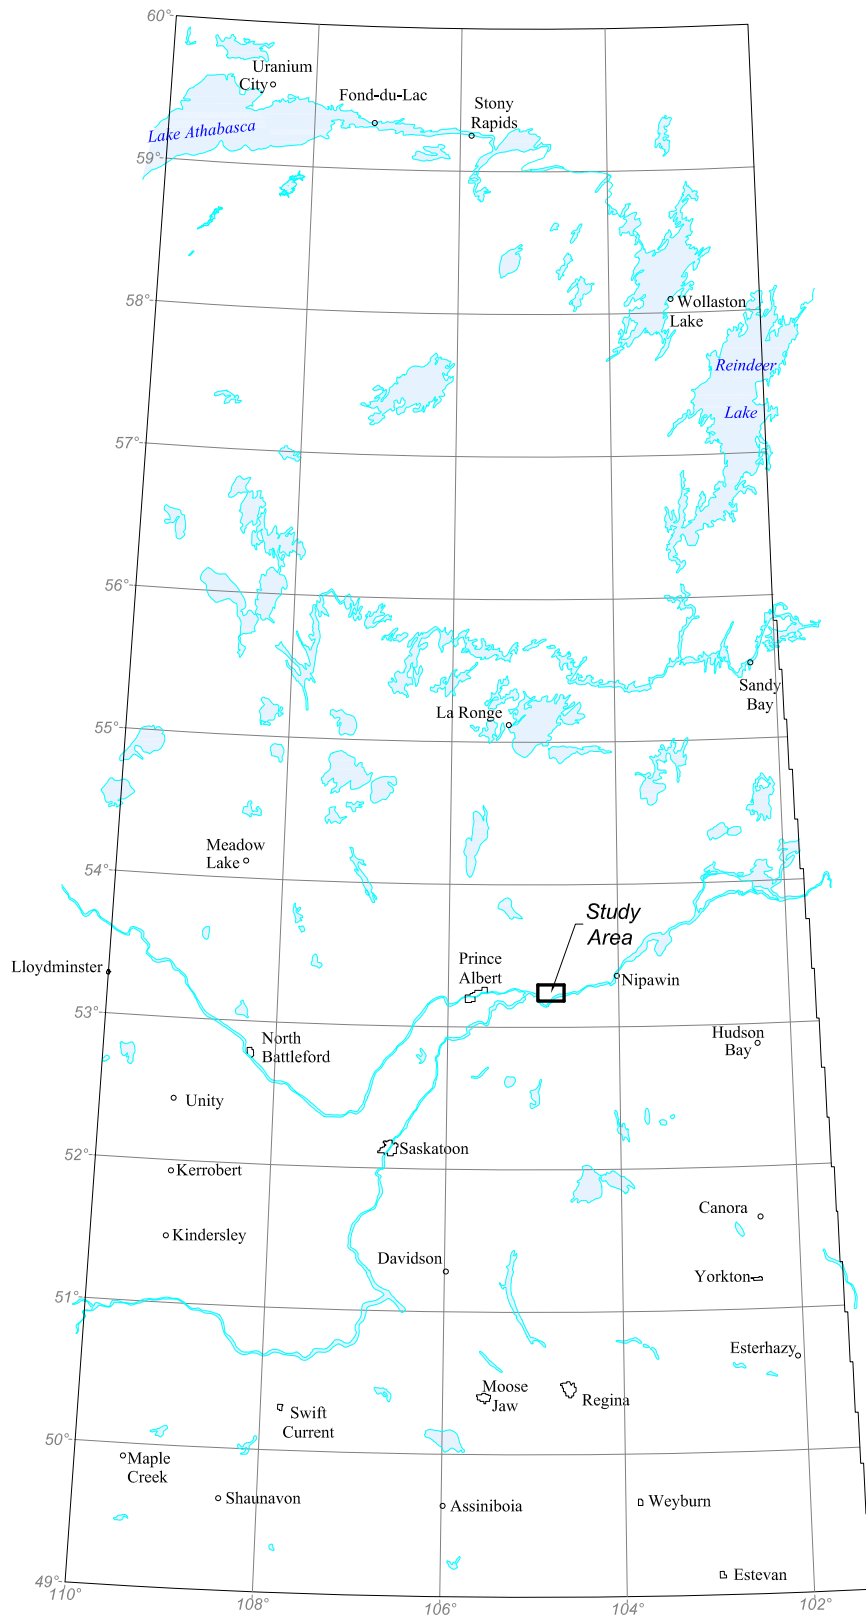 60°
Uranium
City
Fond-du-Lac
Stony
Rapids
Lake Athabasca
59°
58°
Wollaston
Lake
Reindeer
Lake
57°
56°
Sandy
Bay
La Ronge
55°
Meadow
Lake
54°
Study
Area
Prince
Albert
Lloydminster
Nipawin
53°
North
Battleford
Hudson
Bay
Unity
Saskatoon
52°
Kerrobert
Canora
Kindersley
Davidson
Yorkton
51°
Esterhazy
Moose
Jaw
Regina
Swift
Current
50°
Maple
Creek
Shaunavon
Assiniboia
Weyburn
Estevan
49°
110°
108°
106°
104°
102°